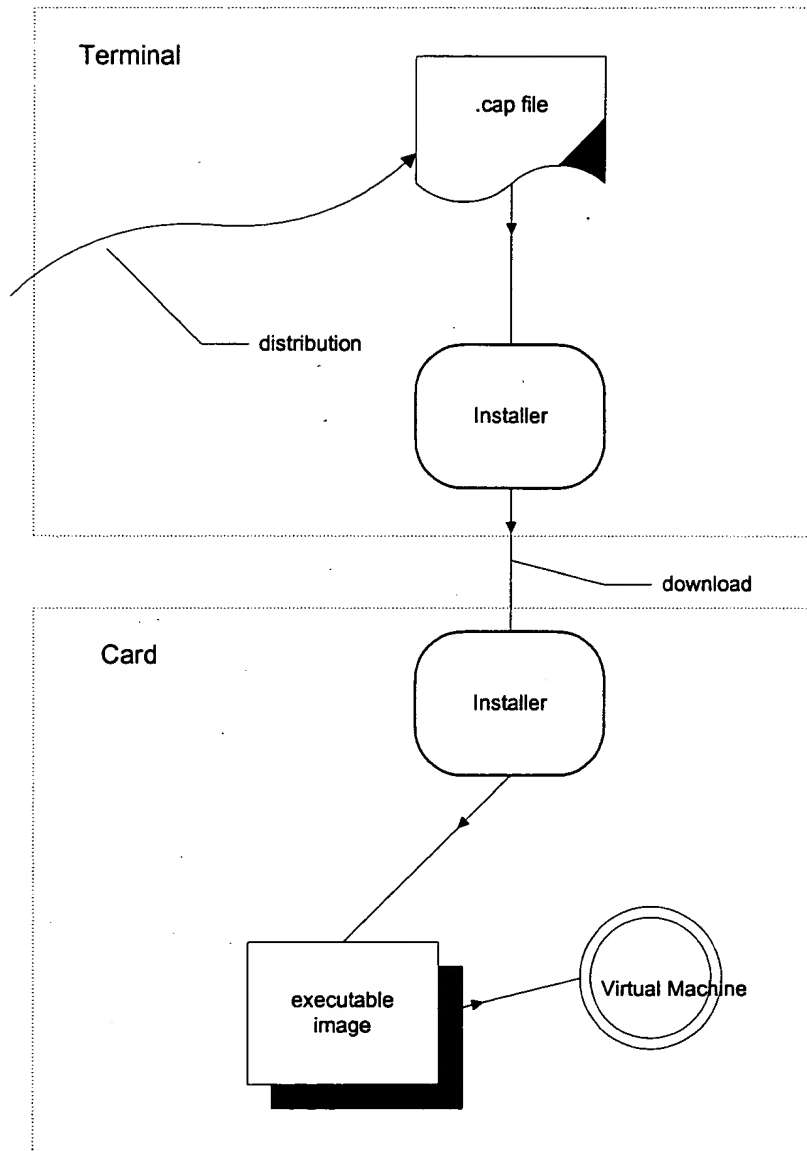 Terminal
.cap file
distribution
Installer
download
Card
Installer
executable
image
Virtual Machine